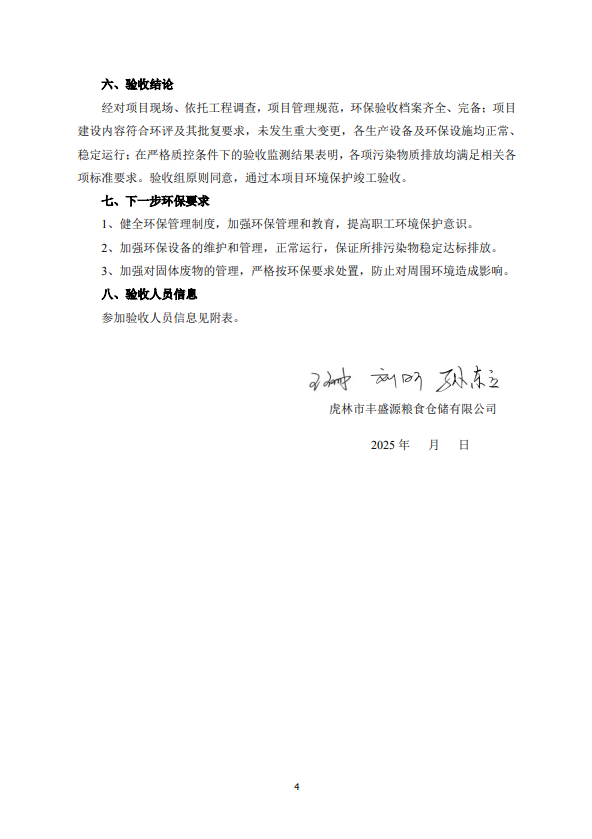 六、验收结论
经对项目现场、依托工程调查，项目管理规范，环保验收档案齐全、完备；项目
建设内容符合环评及其批复要求，未发生重大变更，各生产设备及环保设施均正常、
稳定运行；在严格质控条件下的验收监测结果表明，各项污染物质排放均满足相关各
项标准要求。验收组原则同意，通过本项目环境保护竣工验收。
七、下一步环保要求
1、健全环保管理制度，加强环保管理和教育，提高职工环境保护意识。
2、加强环保设备的维护和管理，正常运行，保证所排污染物稳定达标排放。
3、加强对固体废物的管理，严格按环保要求处置，防止对周围环境造成影响。
八、验收人员信息
参加验收人员信息见附表。
虎林市丰盛源粮食仓储有限公司
2025 年 月 日
4